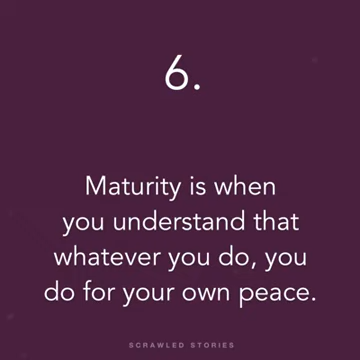 6.
Maturity is when
you understand that
whatever you do, you
do for your own peace.
SCRAWLED STORIES